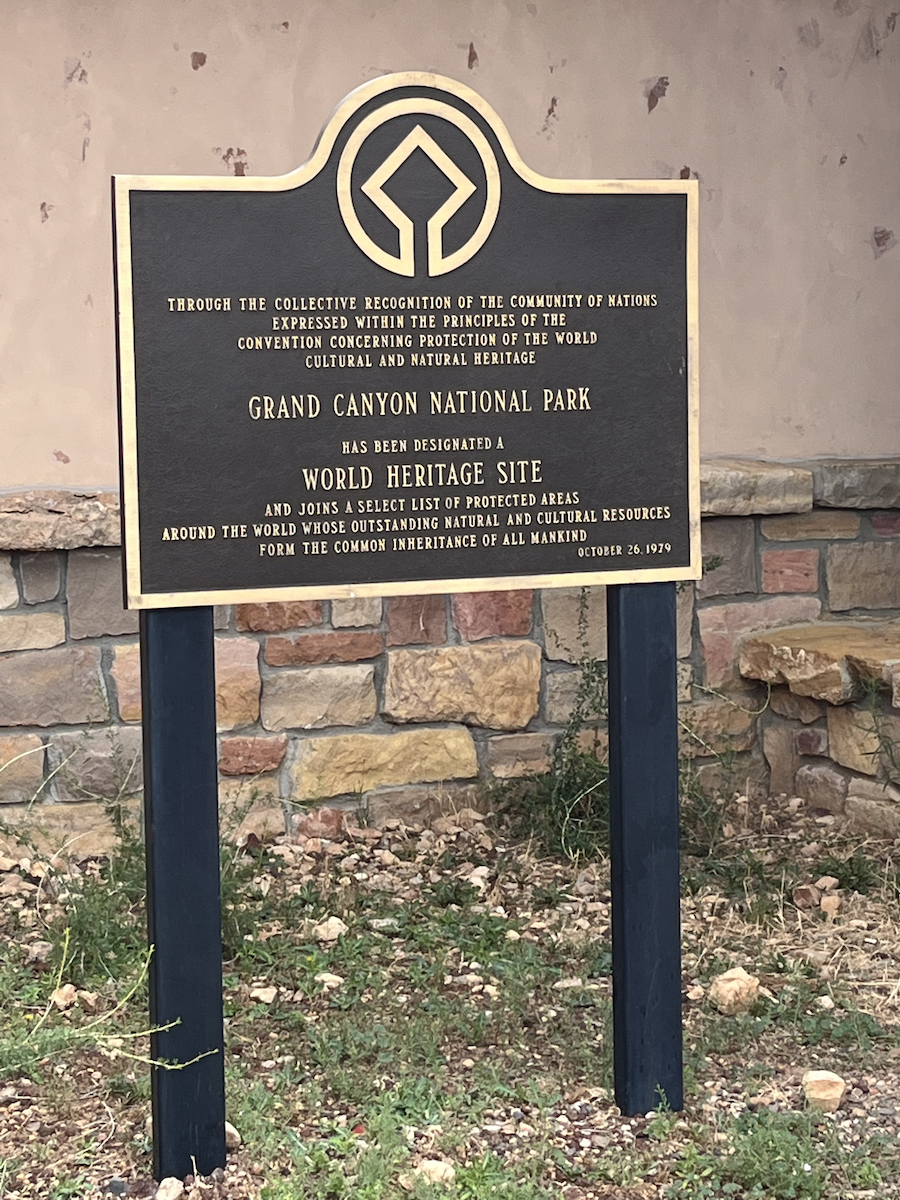 THROUGH THE COLLECTIVE RECOGNITION OF THE COMMUNITY OF NATIONS
EXPRESSED WITHIN THE PRINCIPLES OF THE
CONVENTION CONCERNING PROTECTION OF THE WORLD
CULTURAL AND NATURAL HERITAGE
GRAND CANYON NATIONAL PARK
HAS BEEN DESIGNATED A
WORLD HERITAGE SITE
AND JOINS A SELECT LIST OF PROTECTED AREAS
AROUND THE WORLD WHOSE OUTSTANDING NATURAL AND CULTURAL RESOURCES
FORM THE COMMON INHERITANCE OF ALL MANKIND
OCTOBER 26, 1979